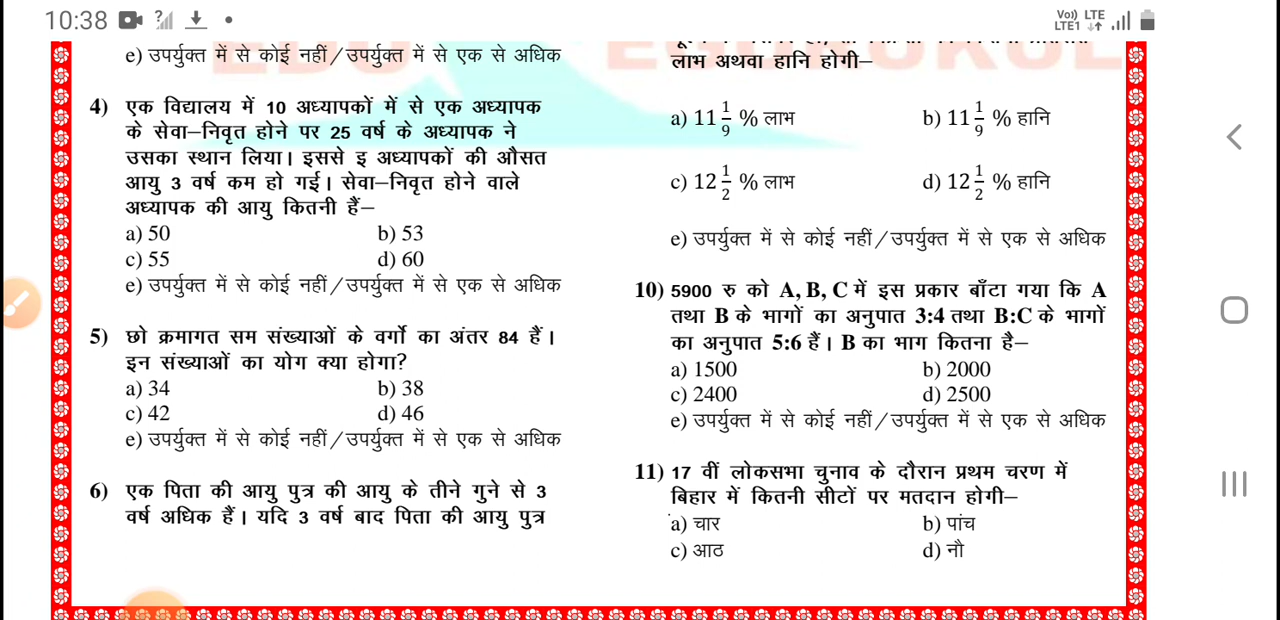 10:38
Vo)) LTE
LTE1
e) उपर्युक्त में से कोई नहीं/उपर्युक्त में से एक से अधिक
4) एक विद्यालय में 10 अध्यापकों में से एक अध्यापक
के सेवा–निवृत होने पर 25 वर्ष के अध्यापक ने
उसका स्थान लिया। इससे इ अध्यापकों की औसत
आयु 3 वर्ष कम हो गई। सेवा–निवृत होने वाले
अध्यापक की आयु कितनी हैं–
a) 50 b) 53
c) 55 d) 60
e) उपर्युक्त में से कोई नहीं/उपर्युक्त में से एक से अधिक
5) छो क्रमागत सम संख्याओं के वर्गो का अंतर 84 हैं।
इन संख्याओं का योग क्या होगा?
a) 34 b) 38
c) 42 d) 46
e) उपर्युक्त में से कोई नहीं/उपर्युक्त में से एक से अधिक
6) एक पिता की आयु पुत्र की आयु के तीने गुने से 3
वर्ष अधिक हैं। यदि 3 वर्ष बाद पिता की आयु पुत्र
लाभ अथवा हानि होगी–
a) 11 1/9 % लाभ b) 11 1/9 % हानि
c) 12 1/2 % लाभ d) 12 1/2 % हानि
e) उपर्युक्त में से कोई नहीं/उपर्युक्त में से एक से अधिक
10) 5900 रु को A, B, C में इस प्रकार बाँटा गया कि A
तथा B के भागों का अनुपात 3:4 तथा B:C के भागों
का अनुपात 5:6 हैं। B का भाग कितना है–
a) 1500 b) 2000
c) 2400 d) 2500
e) उपर्युक्त में से कोई नहीं/उपर्युक्त में से एक से अधिक
11) 17 वीं लोकसभा चुनाव के दौरान प्रथम चरण में
बिहार में कितनी सीटों पर मतदान होगी–
a) चार b) पांच
c) आठ d) नौ